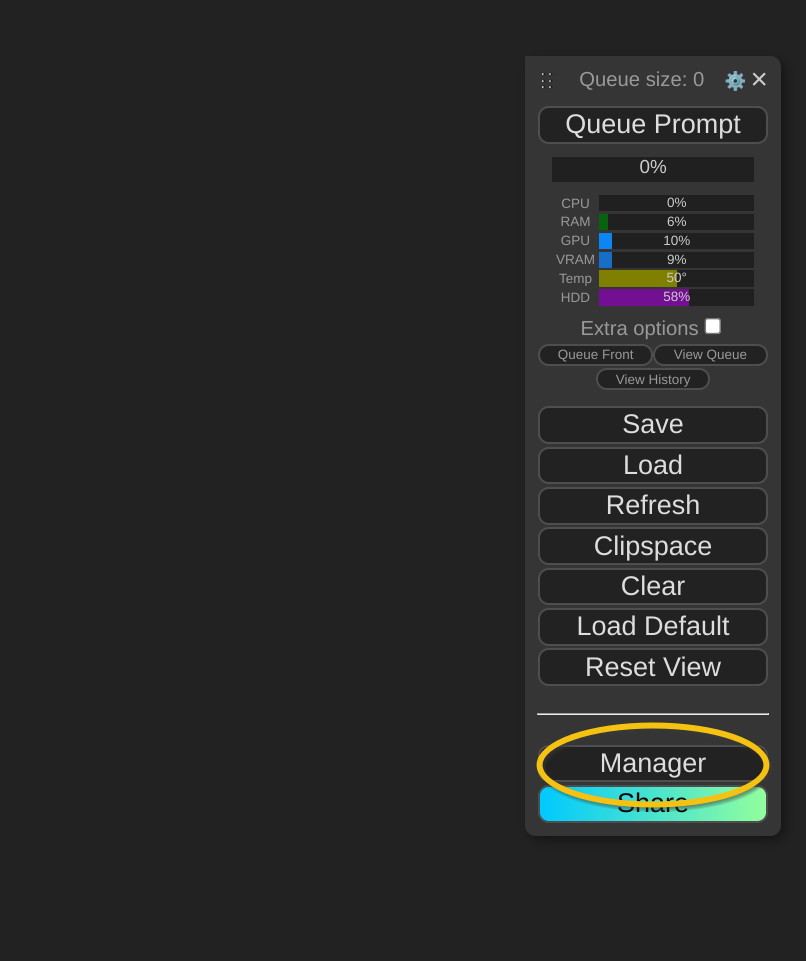 Queue size: 0
Queue Prompt
0%
CPU 0%
RAM 6%
GPU 10%
VRAM 9%
Temp 50°
HDD 58%
Extra options
Queue Front View Queue
View History
Save
Load
Refresh
Clipspace
Clear
Load Default
Reset View
Manager
Share